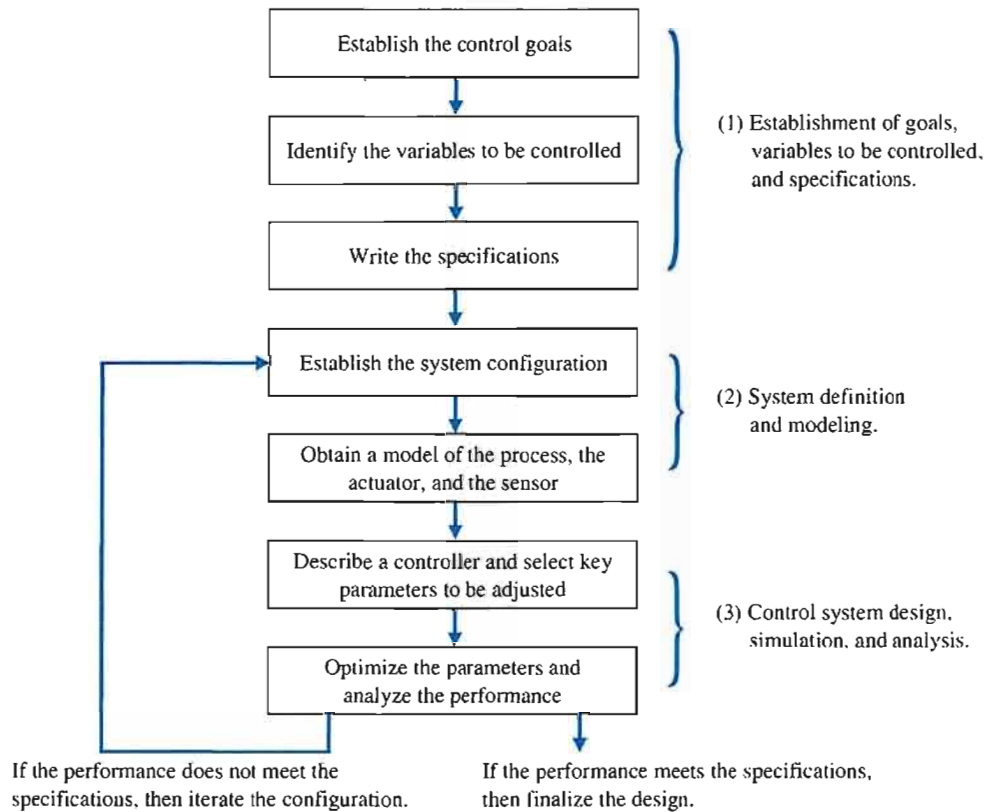 Establish the control goals
Identify the variables to be controlled
Write the specifications
(1) Establishment of goals,
variables to be controlled,
and specifications.
Establish the system configuration
Obtain a model of the process, the
actuator, and the sensor
(2) System definition
and modeling.
Describe a controller and select key
parameters to be adjusted
Optimize the parameters and
analyze the performance
(3) Control system design,
simulation, and analysis.
If the performance does not meet the
specifications, then iterate the configuration.
If the performance meets the specifications,
then finalize the design.